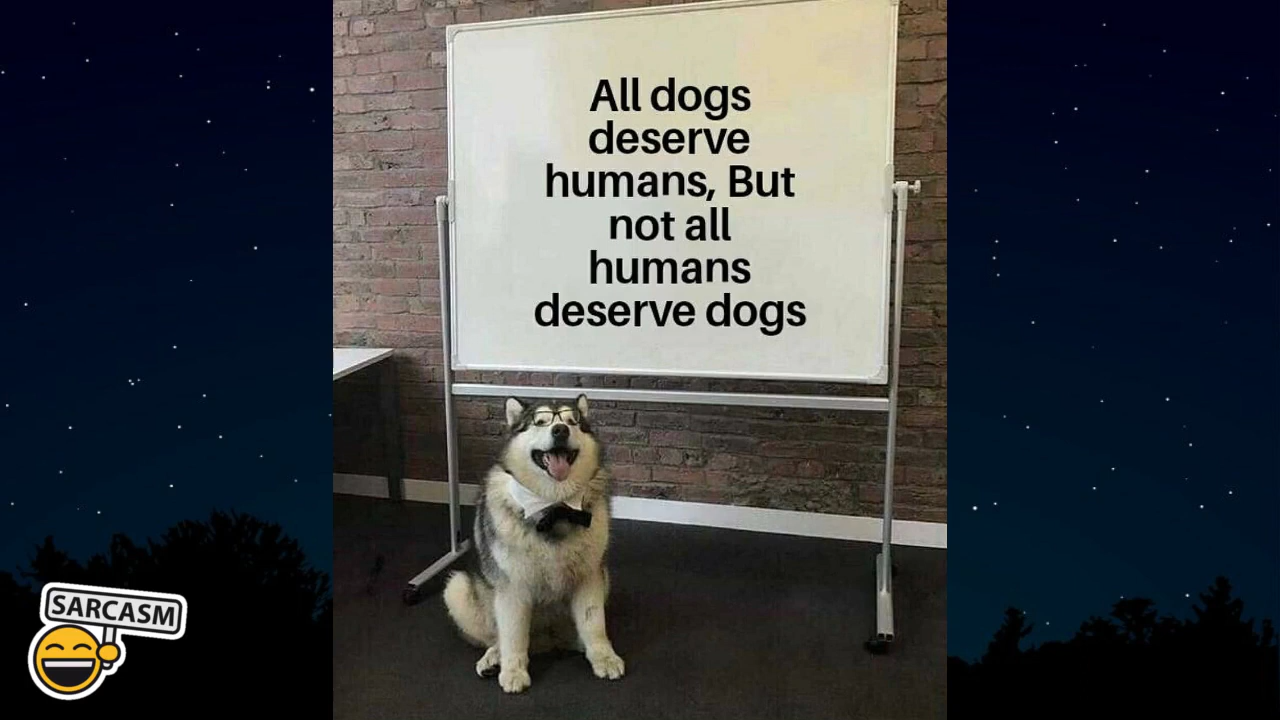 All dogs
deserve
humans, But
not all
humans
deserve dogs
SARCASM